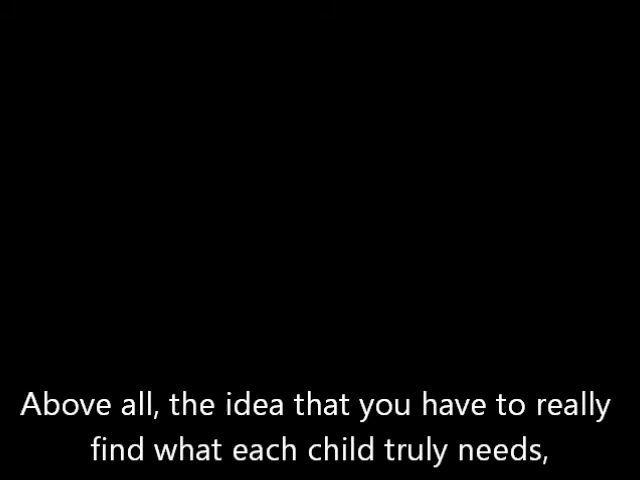 Above all, the idea that you have to really
find what each child truly needs,